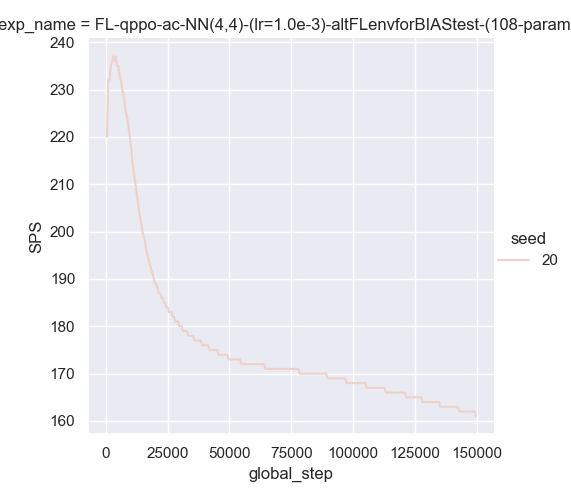 exp_name = FL-qppo-ac-NN(4,4)-(lr=1.0e-3)-altFLenvforBIAStest-(108-param
240
230
220
210
200
190
180
170
160
SPS
0 25000 50000 75000 100000 125000 150000
global_step
seed
20